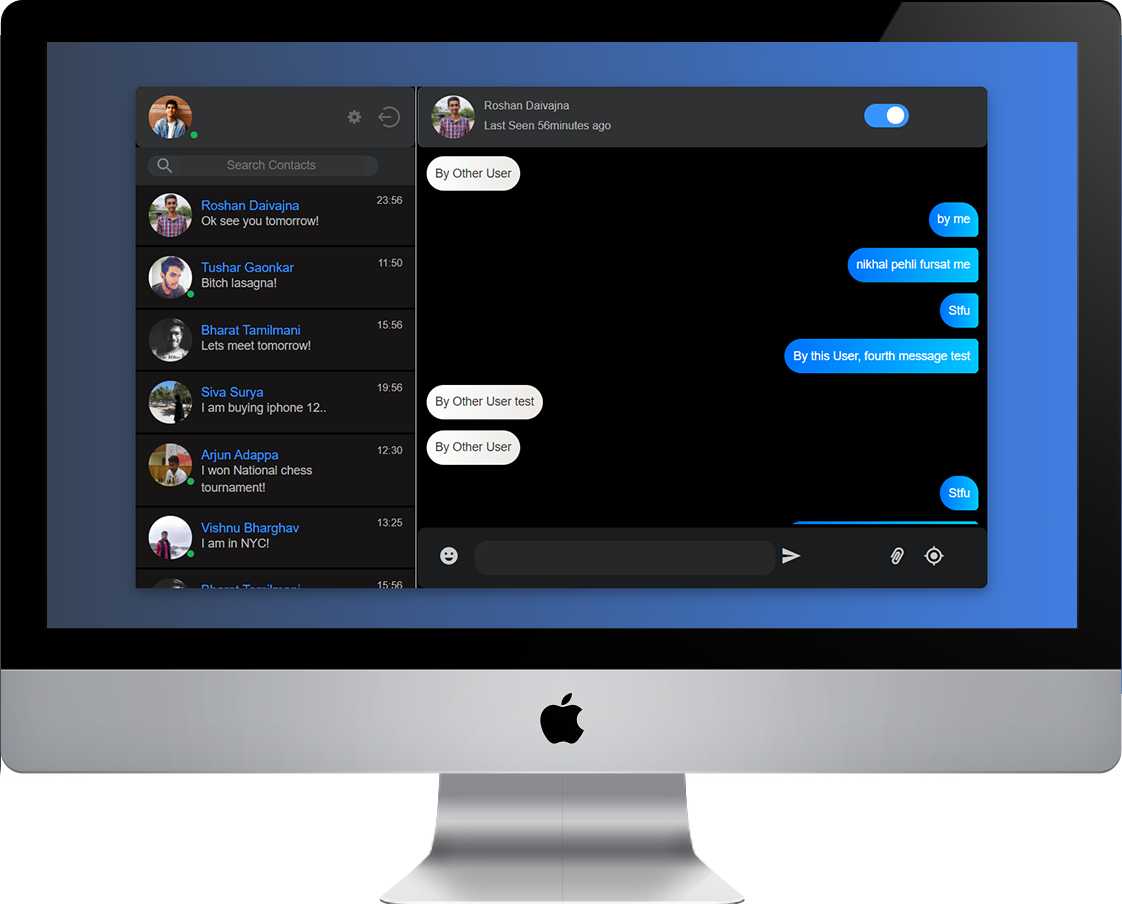 Roshan Daivajna
Last Seen 56minutes ago
Search Contacts
Roshan Daivajna
23:56
Ok see you tomorrow!
Tushar Gaonkar
11:50
Bitch lasagna!
Bharat Tamilmani
15:56
Lets meet tomorrow!
Siva Surya
19:56
I am buying iphone 12..
Arjun Adappa
12:30
I won National chess
tournament!
Vishnu Bharghav
13:25
I am in NYC!
Bharat Tamilmani
15:56
By Other User
by me
nikhal pehli fursat me
Stfu
By this User, fourth message test
By Other User test
By Other User
Stfu